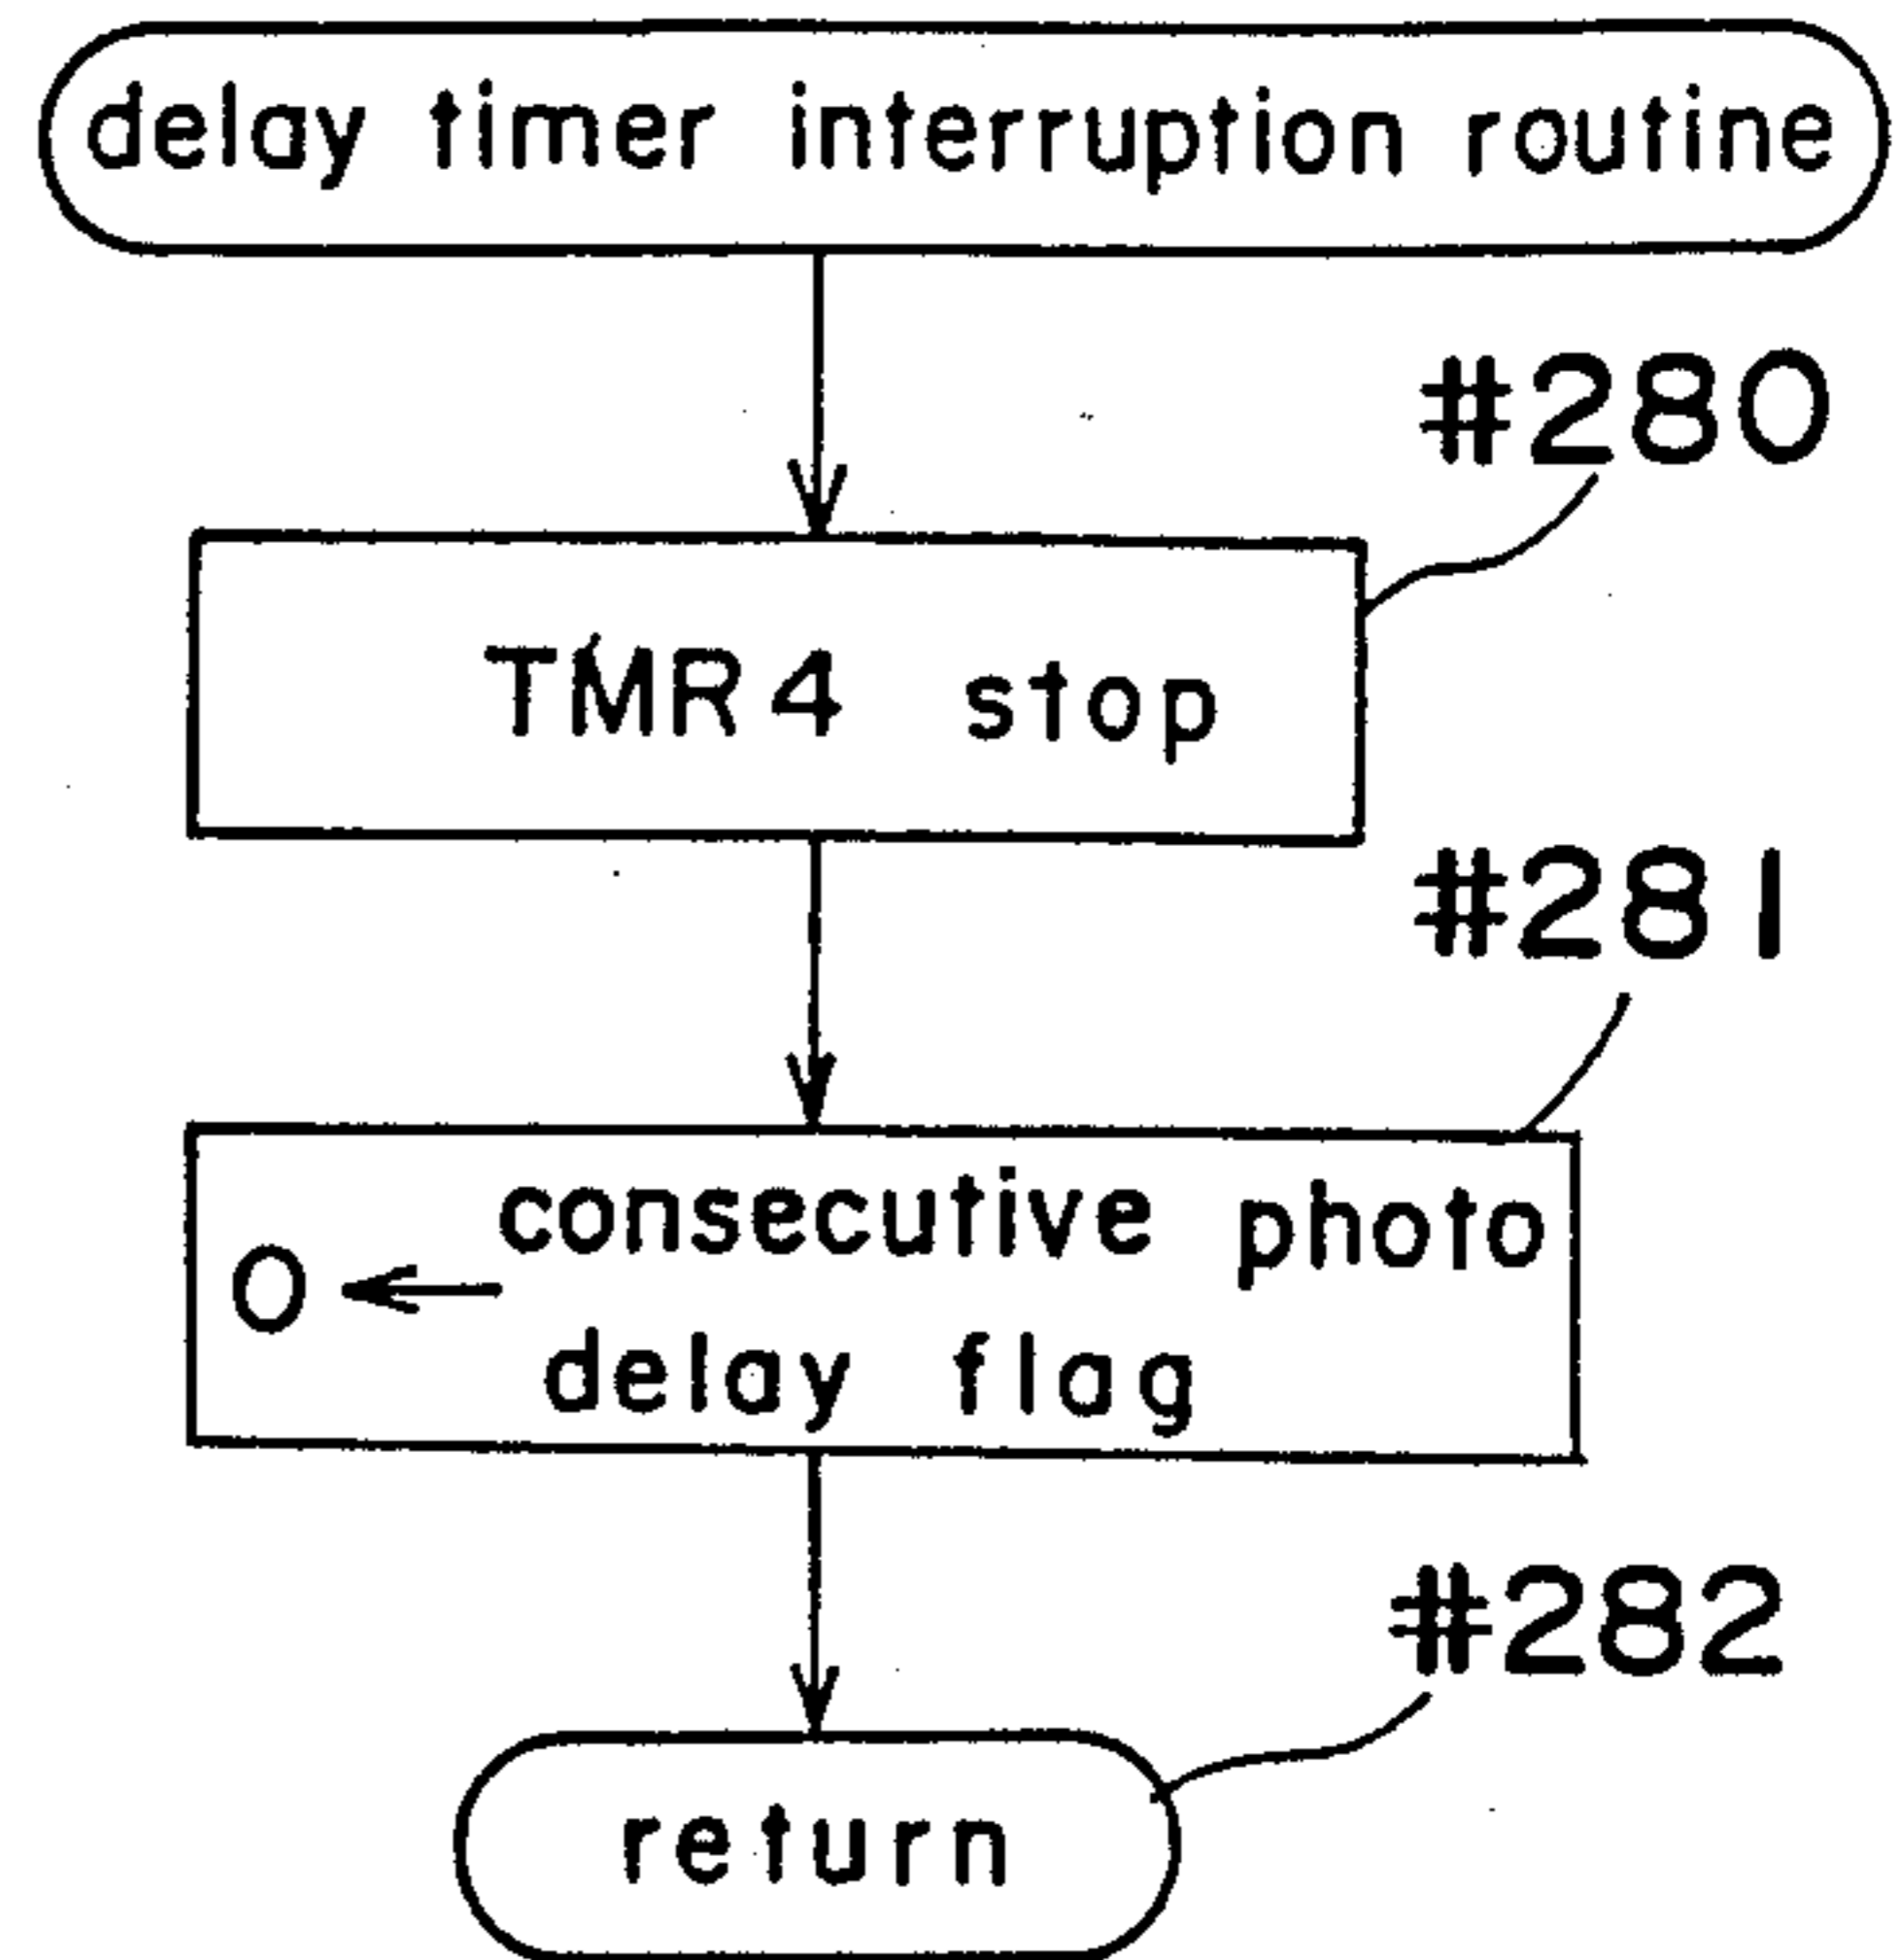 delay timer interruption routine
#280
TMR4 stop
#281
consecutive photo
0 ←
delay flag
#282
return